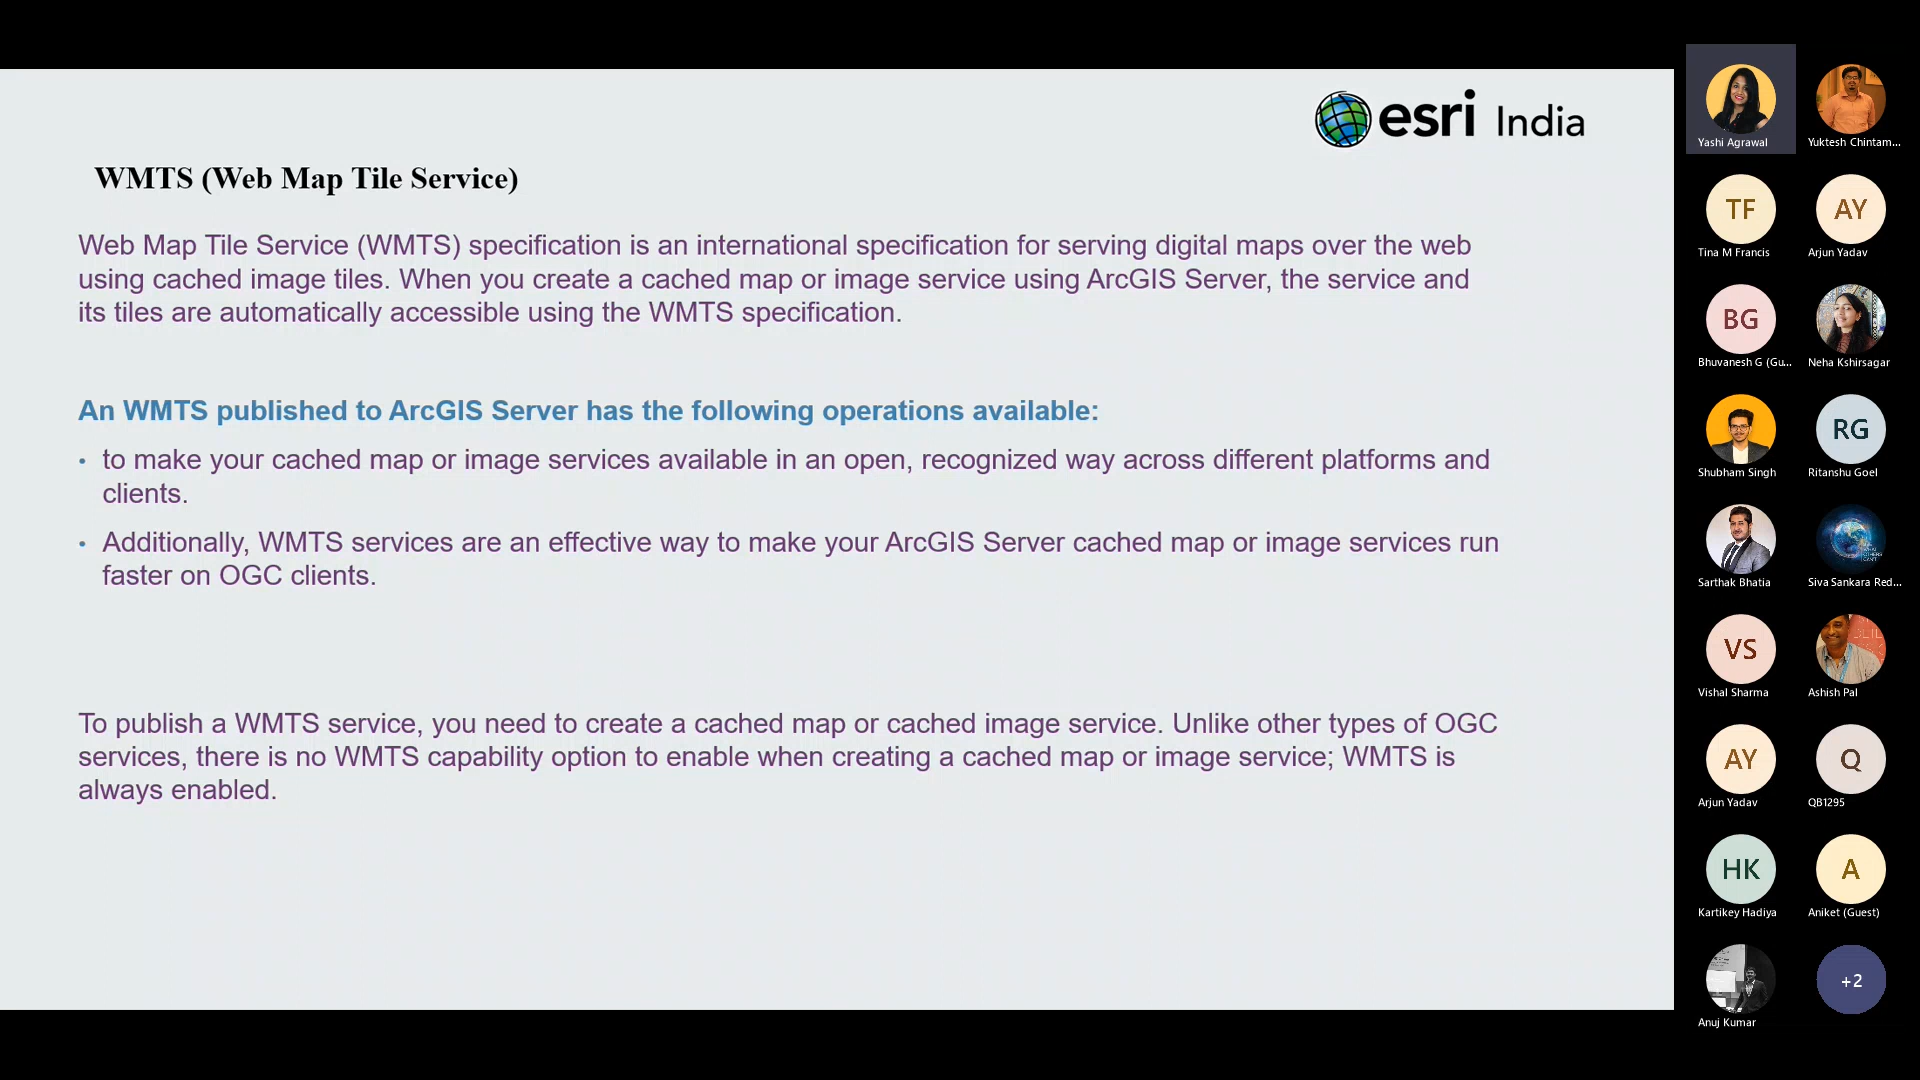 esri India
WMTS (Web Map Tile Service)
Web Map Tile Service (WMTS) specification is an international specification for serving digital maps over the web
using cached image tiles. When you create a cached map or image service using ArcGIS Server, the service and
its tiles are automatically accessible using the WMTS specification.
An WMTS published to ArcGIS Server has the following operations available:
• to make your cached map or image services available in an open, recognized way across different platforms and
clients.
• Additionally, WMTS services are an effective way to make your ArcGIS Server cached map or image services run
faster on OGC clients.
To publish a WMTS service, you need to create a cached map or cached image service. Unlike other types of OGC
services, there is no WMTS capability option to enable when creating a cached map or image service; WMTS is
always enabled.
Yashi Agrawal
Yuktesh Chintam...
TF
Tina M Francis
AY
Arjun Yadav
BG
Bhuvanesh G (Gu...
Neha Kshirsagar
Shubham Singh
RG
Ritanshu Goel
Sarthak Bhatia
Siva Sankara Red...
VS
Vishal Sharma
Ashish Pal
AY
Arjun Yadav
Q
QB1295
HK
Kartikey Hadiya
A
Aniket (Guest)
Anuj Kumar
+2